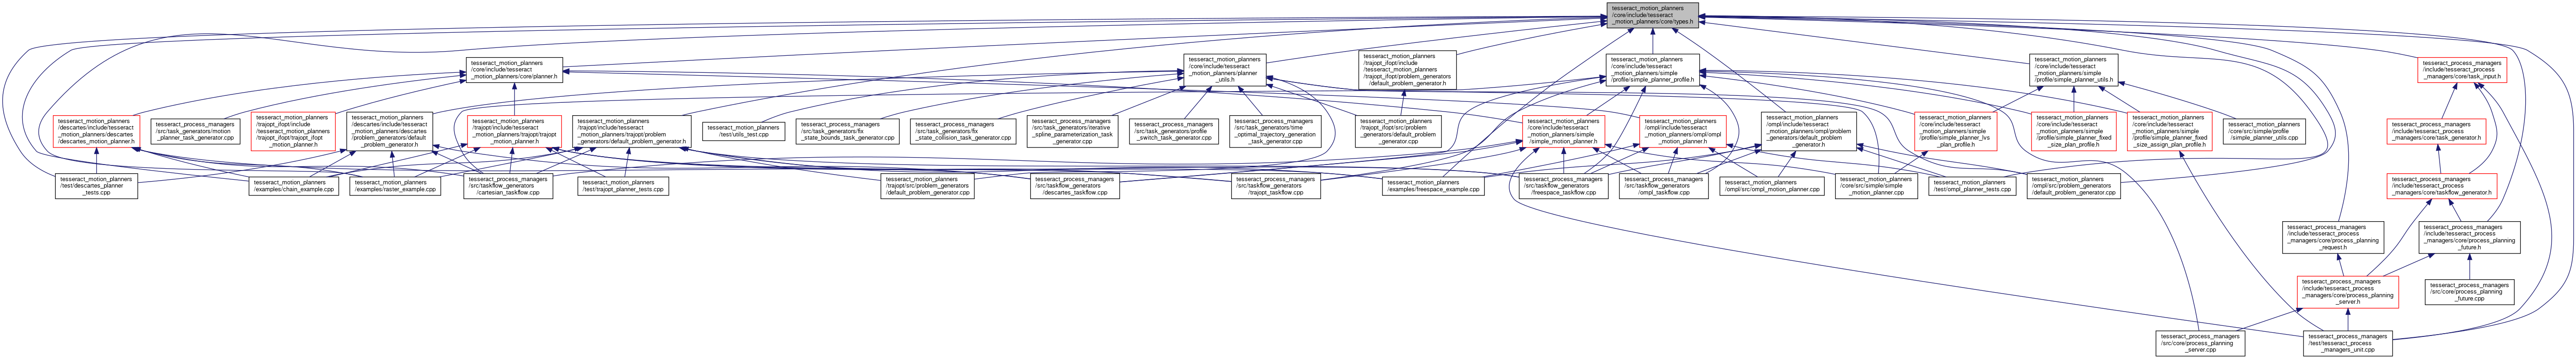 tesseract_motion_planners
/core/include/tesseract
_motion_planners/core/types.h
tesseract_motion_planners
/core/include/tesseract
_motion_planners/core/planner.h
tesseract_motion_planners
/core/include/tesseract
_motion_planners/planner
_utils.h
tesseract_motion_planners
/trajopt_ifopt/include
/tesseract_motion_planners
/trajopt_ifopt/problem_generators
/default_problem_generator.h
tesseract_motion_planners
/core/include/tesseract
_motion_planners/simple
/profile/simple_planner_profile.h
tesseract_motion_planners
/core/include/tesseract
_motion_planners/simple
/profile/simple_planner_utils.h
tesseract_process_managers
/include/tesseract_process
_managers/core/task_input.h
tesseract_motion_planners
/descartes/include/tesseract
_motion_planners/descartes
/descartes_motion_planner.h
tesseract_process_managers
/src/task_generators/motion
_planner_task_generator.cpp
tesseract_motion_planners
/trajopt_ifopt/include
/tesseract_motion_planners
/trajopt_ifopt/trajopt_ifopt
_motion_planner.h
tesseract_motion_planners
/descartes/include/tesseract
_motion_planners/descartes
/problem_generators/default
_problem_generator.h
tesseract_motion_planners
/trajopt/include/tesseract
_motion_planners/trajopt/trajopt
_motion_planner.h
tesseract_motion_planners
/trajopt/include/tesseract
_motion_planners/trajopt/problem
_generators/default_problem_generator.h
tesseract_motion_planners
/test/utils_test.cpp
tesseract_process_managers
/src/task_generators/fix
_state_bounds_task_generator.cpp
tesseract_process_managers
/src/task_generators/fix
_state_collision_task_generator.cpp
tesseract_process_managers
/src/task_generators/iterative
_spline_parameterization_task
_generator.cpp
tesseract_process_managers
/src/task_generators/profile
_switch_task_generator.cpp
tesseract_process_managers
/src/task_generators/time
_optimal_trajectory_generation
_task_generator.cpp
tesseract_motion_planners
/trajopt_ifopt/src/problem
_generators/default_problem
_generator.cpp
tesseract_motion_planners
/core/include/tesseract
_motion_planners/simple
/simple_motion_planner.h
tesseract_motion_planners
/ompl/include/tesseract
_motion_planners/ompl/ompl
_motion_planner.h
tesseract_motion_planners
/ompl/include/tesseract
_motion_planners/ompl/problem
_generators/default_problem
_generator.h
tesseract_motion_planners
/core/include/tesseract
_motion_planners/simple
/profile/simple_planner_lvs
_plan_profile.h
tesseract_motion_planners
/core/include/tesseract
_motion_planners/simple
/profile/simple_planner_fixed
_size_plan_profile.h
tesseract_motion_planners
/core/include/tesseract
_motion_planners/simple
/profile/simple_planner_fixed
_size_assign_plan_profile.h
tesseract_motion_planners
/core/src/simple/profile
/simple_planner_utils.cpp
tesseract_process_managers
/include/tesseract_process
_managers/core/task_generator.h
tesseract_motion_planners
/test/descartes_planner
_tests.cpp
tesseract_motion_planners
/examples/chain_example.cpp
tesseract_motion_planners
/examples/raster_example.cpp
tesseract_process_managers
/src/taskflow_generators
/cartesian_taskflow.cpp
tesseract_motion_planners
/test/trajopt_planner_tests.cpp
tesseract_motion_planners
/trajopt/src/problem_generators
/default_problem_generator.cpp
tesseract_process_managers
/src/taskflow_generators
/descartes_taskflow.cpp
tesseract_process_managers
/src/taskflow_generators
/trajopt_taskflow.cpp
tesseract_motion_planners
/examples/freespace_example.cpp
tesseract_process_managers
/src/taskflow_generators
/freespace_taskflow.cpp
tesseract_process_managers
/src/taskflow_generators
/ompl_taskflow.cpp
tesseract_motion_planners
/ompl/src/ompl_motion_planner.cpp
tesseract_motion_planners
/core/src/simple/simple
_motion_planner.cpp
tesseract_motion_planners
/test/ompl_planner_tests.cpp
tesseract_motion_planners
/ompl/src/problem_generators
/default_problem_generator.cpp
tesseract_process_managers
/include/tesseract_process
_managers/core/taskflow_generator.h
tesseract_process_managers
/include/tesseract_process
_managers/core/process_planning
_request.h
tesseract_process_managers
/include/tesseract_process
_managers/core/process_planning
_future.h
tesseract_process_managers
/include/tesseract_process
_managers/core/process_planning
_server.h
tesseract_process_managers
/src/core/process_planning
_future.cpp
tesseract_process_managers
/src/core/process_planning
_server.cpp
tesseract_process_managers
/test/tesseract_process
_managers_unit.cpp